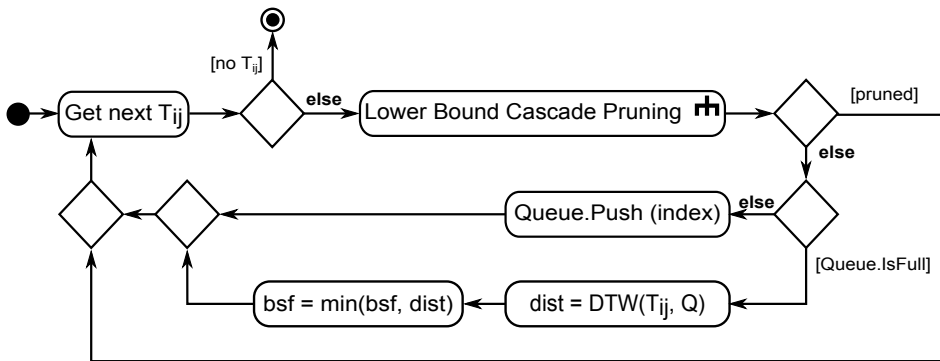 [no Tij]
Get next Tij
else
Lower Bound Cascade Pruning
[pruned]
else
Queue.Push (index)
else
[Queue.IsFull]
bsf = min(bsf, dist)
dist = DTW(Tij, Q)